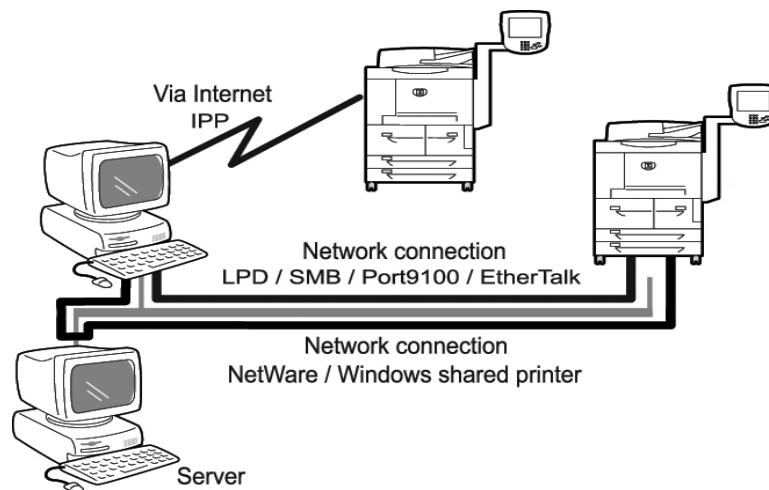 Via Internet
IPP
Network connection
LPD / SMB / Port9100 / EtherTalk
Network connection
NetWare / Windows shared printer
Server